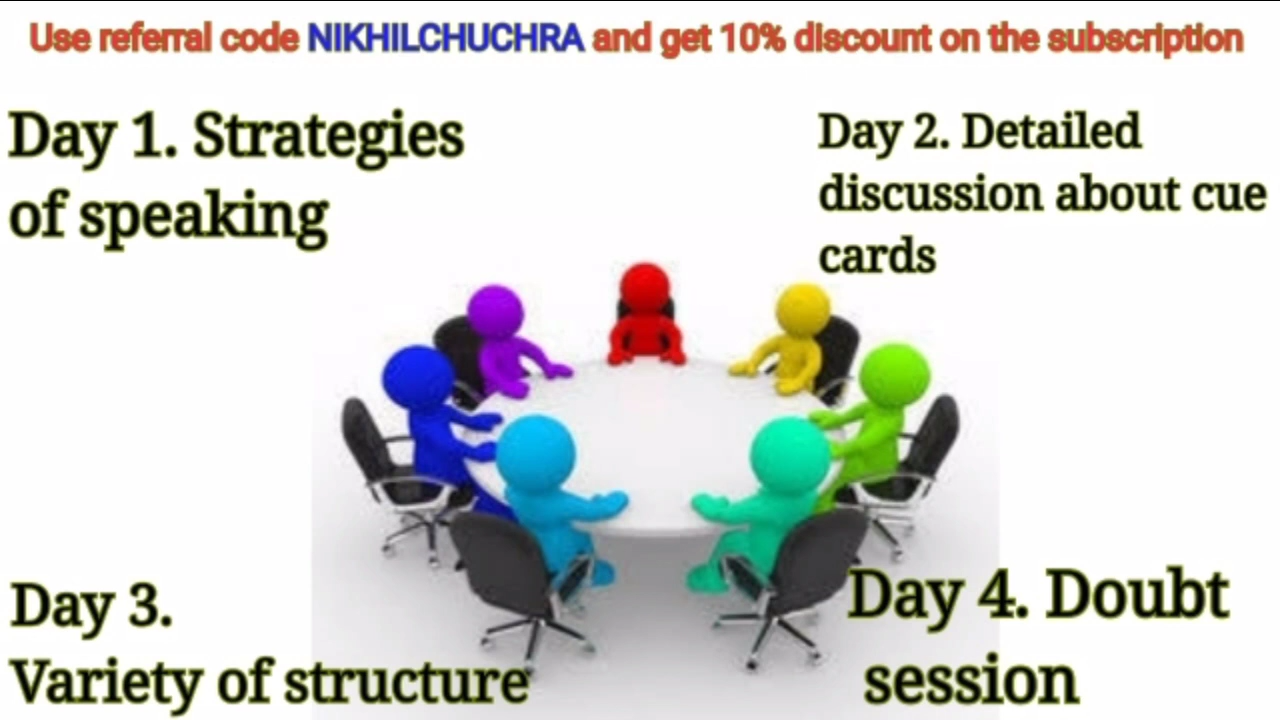 Use referral code NIKHILCHUCHRA and get 10% discount on the subscription
Day 1. Strategies
of speaking
Day 2. Detailed
discussion about cue
cards
Day 3.
Variety of structure
Day 4. Doubt
session